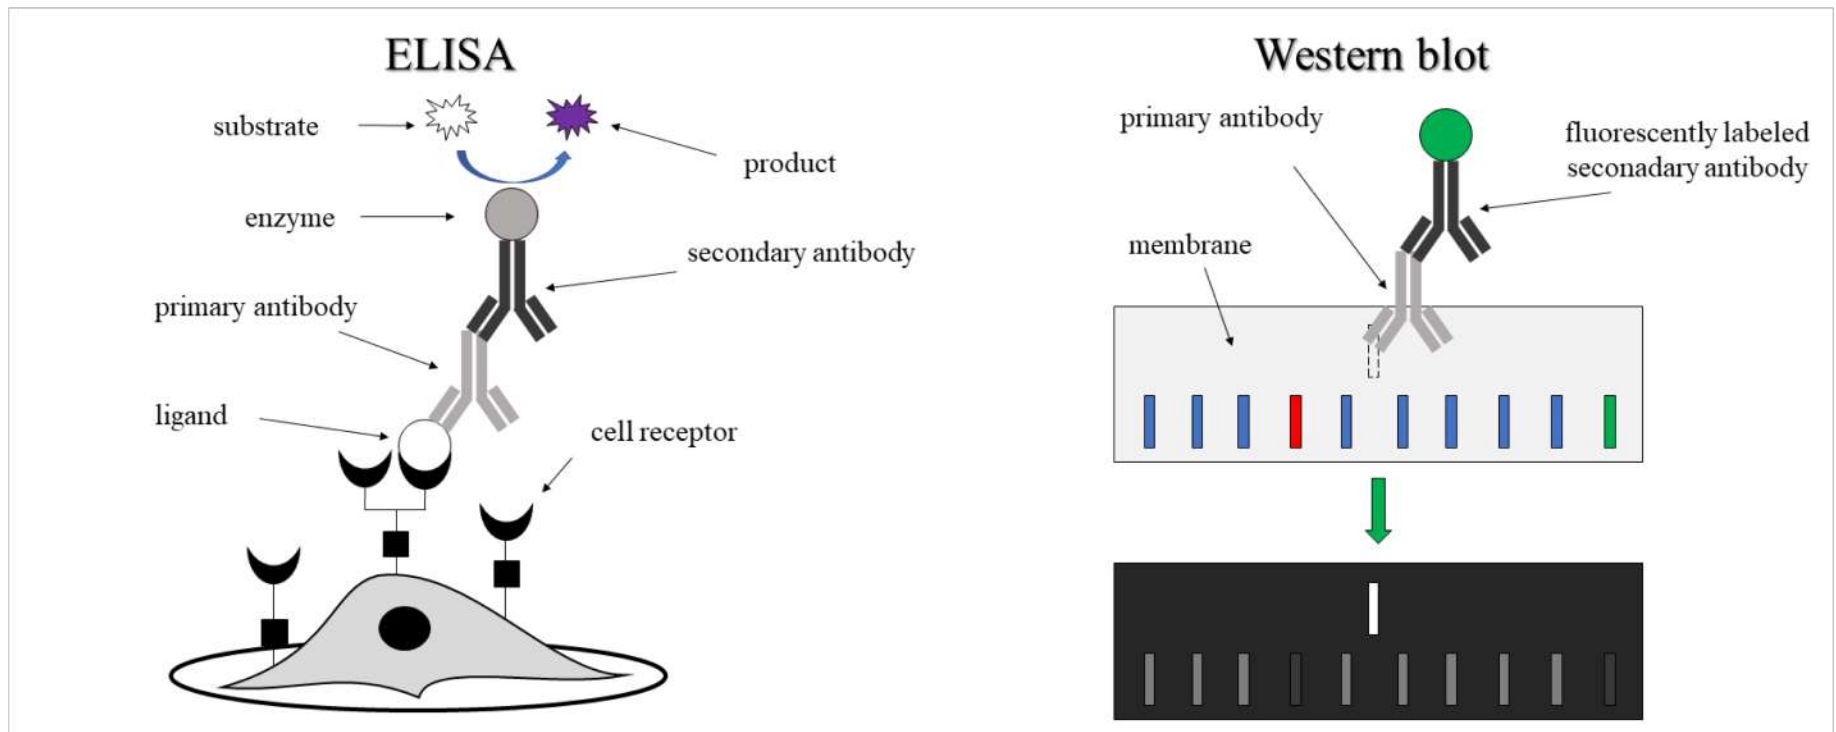 ELISA
substrate
product
enzyme
secondary antibody
primary antibody
ligand
cell receptor
Western blot
primary antibody
fluorescently labeled
seconadary antibody
membrane